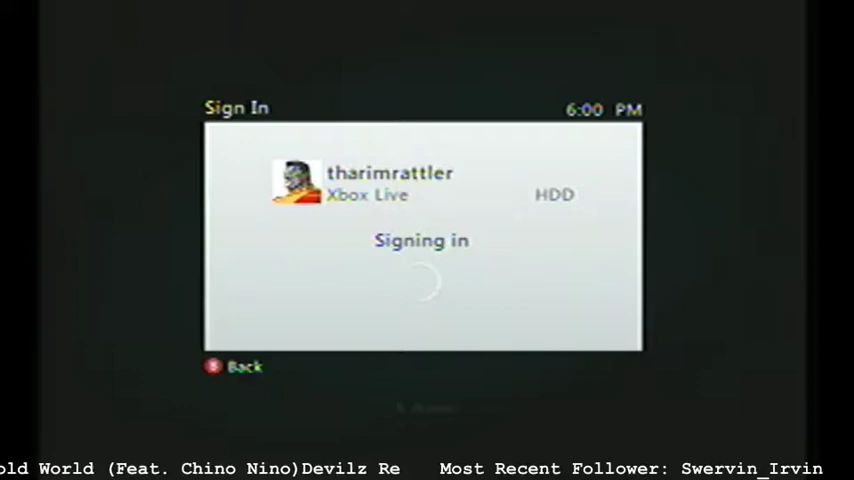 Sign In
6:00 PM
tharimrattler
Xbox Live
HDD
Signing in
B Back
old World (Feat. Chino Nino)Devilz Re Most Recent Follower: Swervin_Irvin